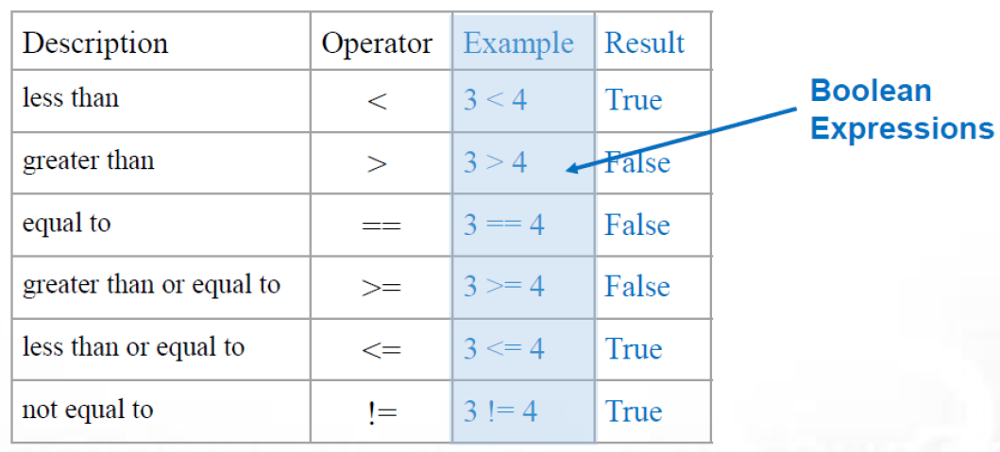 Description Operator Example Result
less than < 3 < 4 True
greater than > 3 > 4 False
equal to == 3 == 4 False
greater than or equal to >= 3 >= 4 False
less than or equal to <= 3 <= 4 True
not equal to != 3 != 4 True
Boolean
Expressions